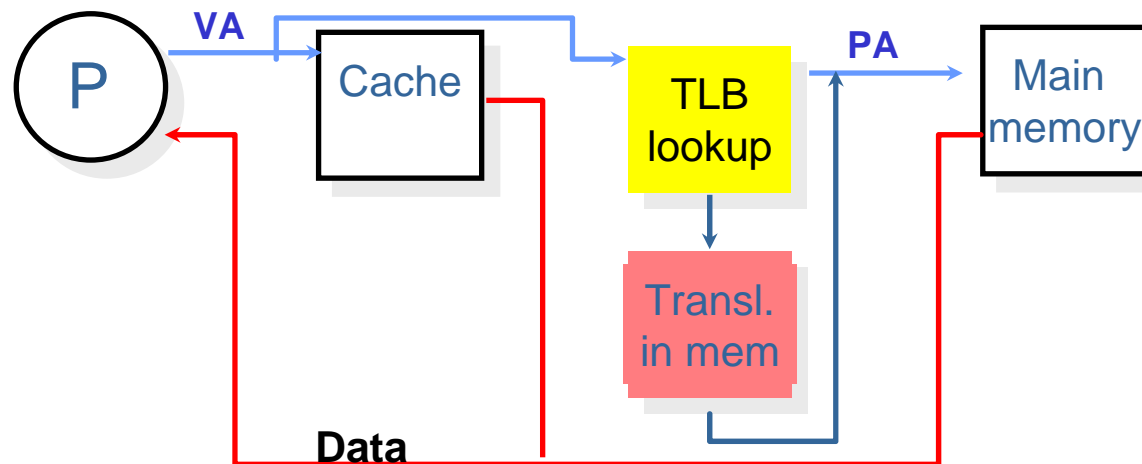 VA
P
Cache
TLB
lookup
PA
Main
memory
Transl.
in mem
Data